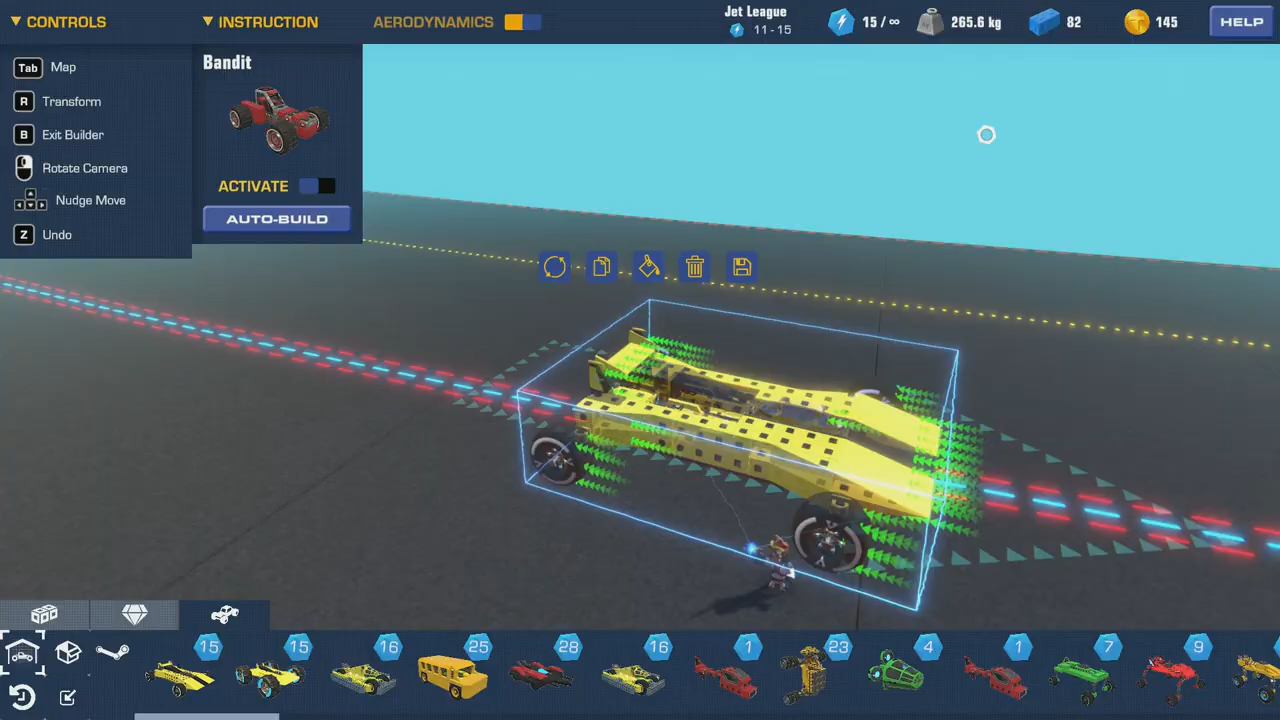 CONTROLS
Tab Map
R Transform
B Exit Builder
Rotate Camera
Nudge Move
Z Undo
INSTRUCTION
Bandit
ACTIVATE
AUTO-BUILD
AERODYNAMICS
Jet League
11 - 15
15 / ∞
265.6 kg
82
145
HELP
15 15 16 25 28 16 1 23 4 1 7 9